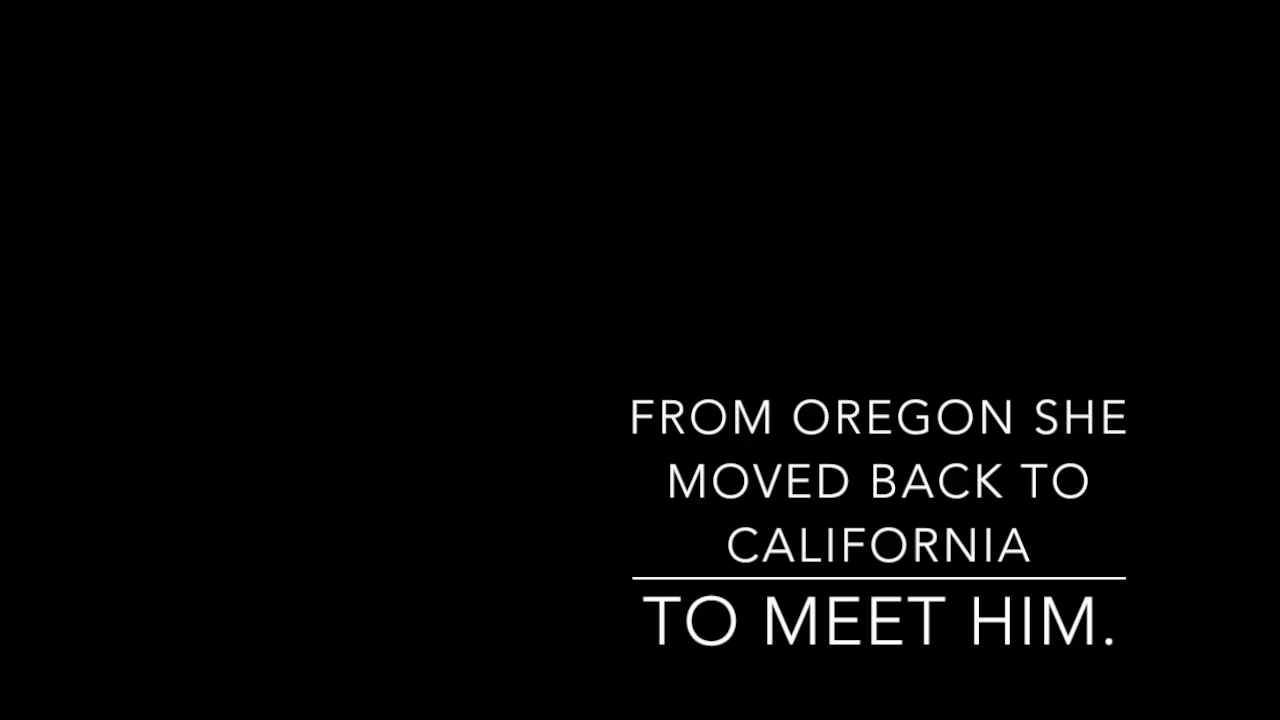 FROM OREGON SHE
MOVED BACK TO
CALIFORNIA
TO MEET HIM.